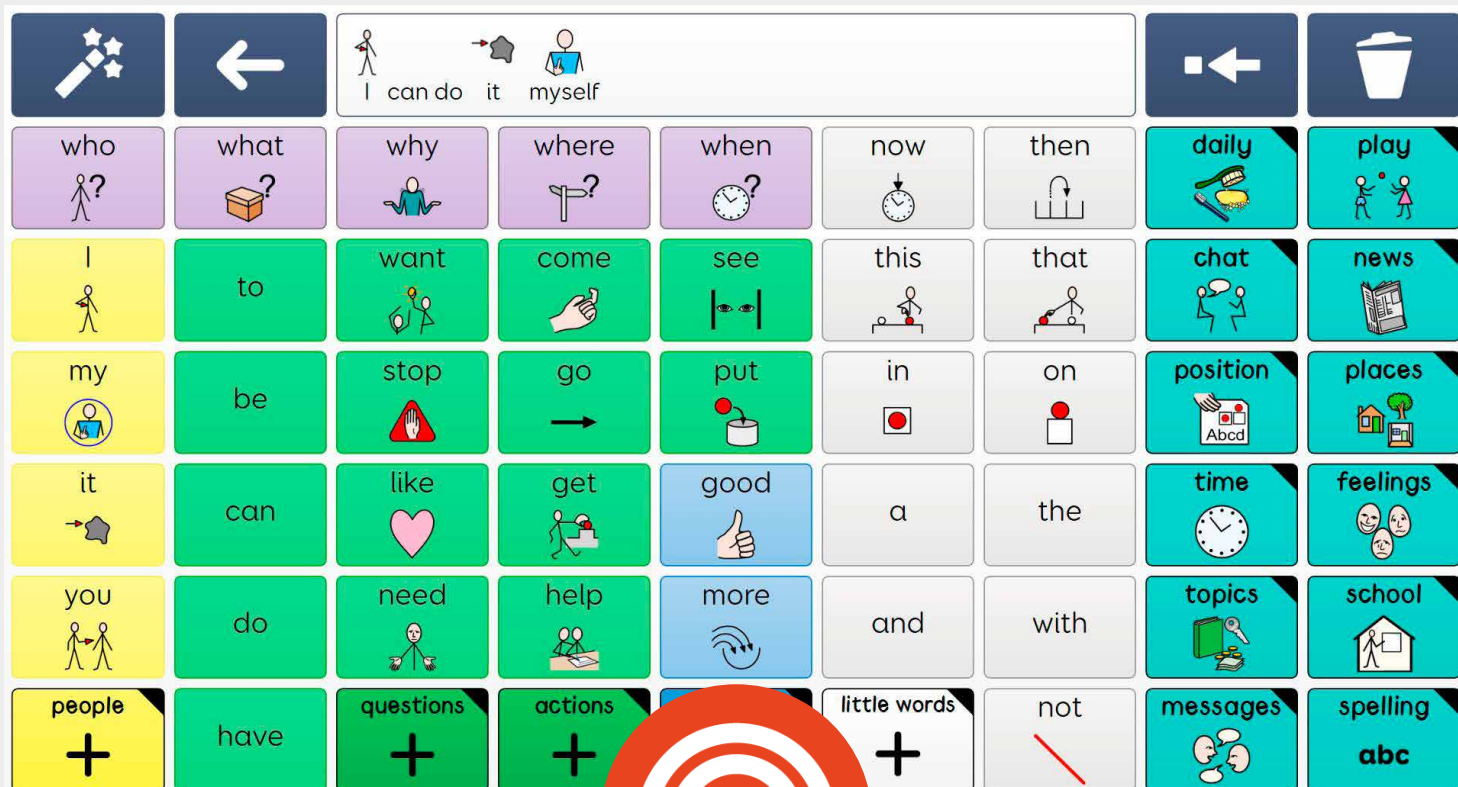 I can do it myself
who what why where when now then daily play
? ? ? ?
I to want come see this that chat news
my be stop go put in on position places
Abcd
it can like get good a the time feelings
you do need help more and with topics school
people have questions actions little words not messages spelling
+ + + + abc